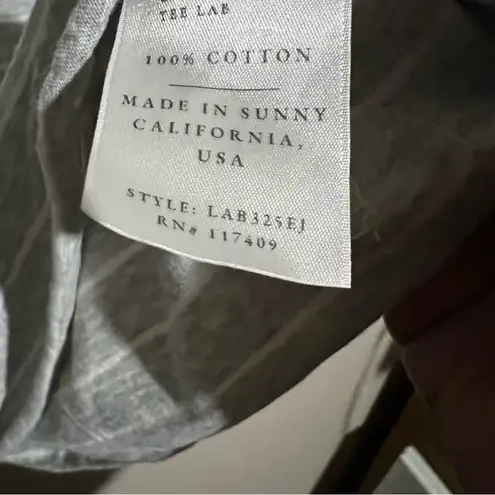 TEE LAB
100% COTTON
MADE IN SUNNY
CALIFORNIA,
USA
STYLE: LAB325EJ
RN# 117409